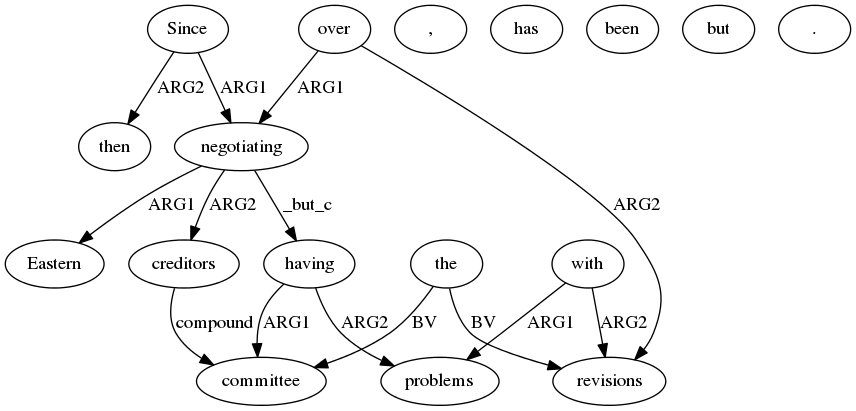 Since over , has been but .
ARG2 ARG1 ARG1
then negotiating
ARG1 ARG2 _but_c ARG2
Eastern creditors having the with
compound ARG1 ARG2 BV BV ARG1 ARG2
committee problems revisions